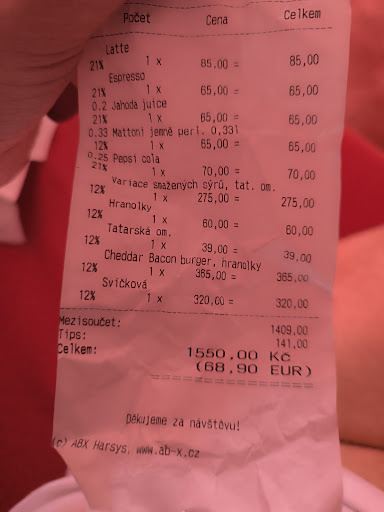 Počet Cena Celkem
Latte
21% 1 x 85,00 = 85,00
Espresso
21% 1 x 65,00 = 65,00
0.2 Jahoda juice
21% 1 x 65,00 = 65,00
0.33 Mattoni jemně perl. 0,33l
12% 1 x 65,00 = 65,00
0.25 Pepsi cola
21% 1 x 70,00 = 70,00
Variace smažených sýrů, tat. om.
12% 1 x 275,00 = 275,00
Hranolky
12% 1 x 60,00 = 60,00
Tatarská om.
12% 1 x 39,00 = 39,00
Cheddar Bacon burger, hranolky
12% 1 x 365,00 = 365,00
Svíčková
12% 1 x 320,00 = 320,00
Mezisoučet: 1409,00
Tips: 141,00
Celkem: 1550,00 Kč
(68,90 EUR)
Děkujeme za návštěvu!
(c) ABX Harsys, www.ab-x.cz